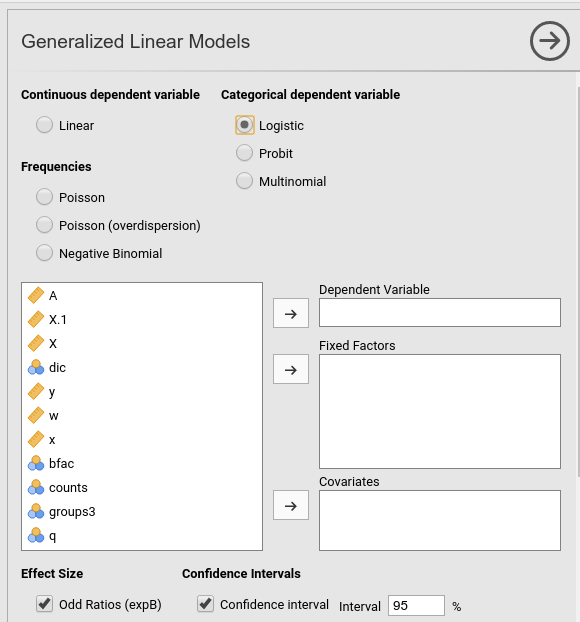 Generalized Linear Models
Continuous dependent variable
Categorical dependent variable
Linear
Logistic
Probit
Frequencies
Multinomial
Poisson
Poisson (overdispersion)
Negative Binomial
A
X.1
X
dic
y
w
x
bfac
counts
groups3
q
Dependent Variable
Fixed Factors
Covariates
Effect Size
Confidence Intervals
Odd Ratios (expB)
Confidence interval
Interval 95 %